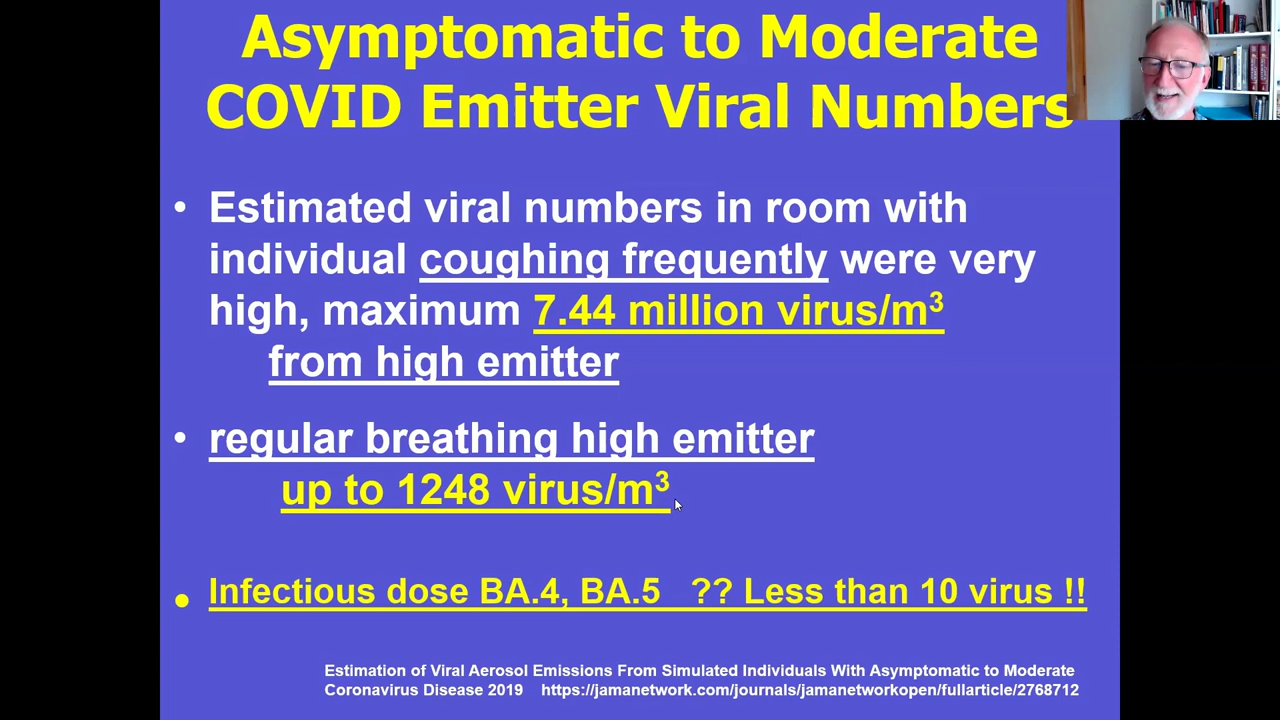 Asymptomatic to Moderate
COVID Emitter Viral Numbers
• Estimated viral numbers in room with
individual coughing frequently were very
high, maximum 7.44 million virus/m³
from high emitter
• regular breathing high emitter
up to 1248 virus/m³
• Infectious dose BA.4, BA.5 ?? Less than 10 virus !!
Estimation of Viral Aerosol Emissions From Simulated Individuals With Asymptomatic to Moderate
Coronavirus Disease 2019 https://jamanetwork.com/journals/jamanetworkopen/fullarticle/2768712